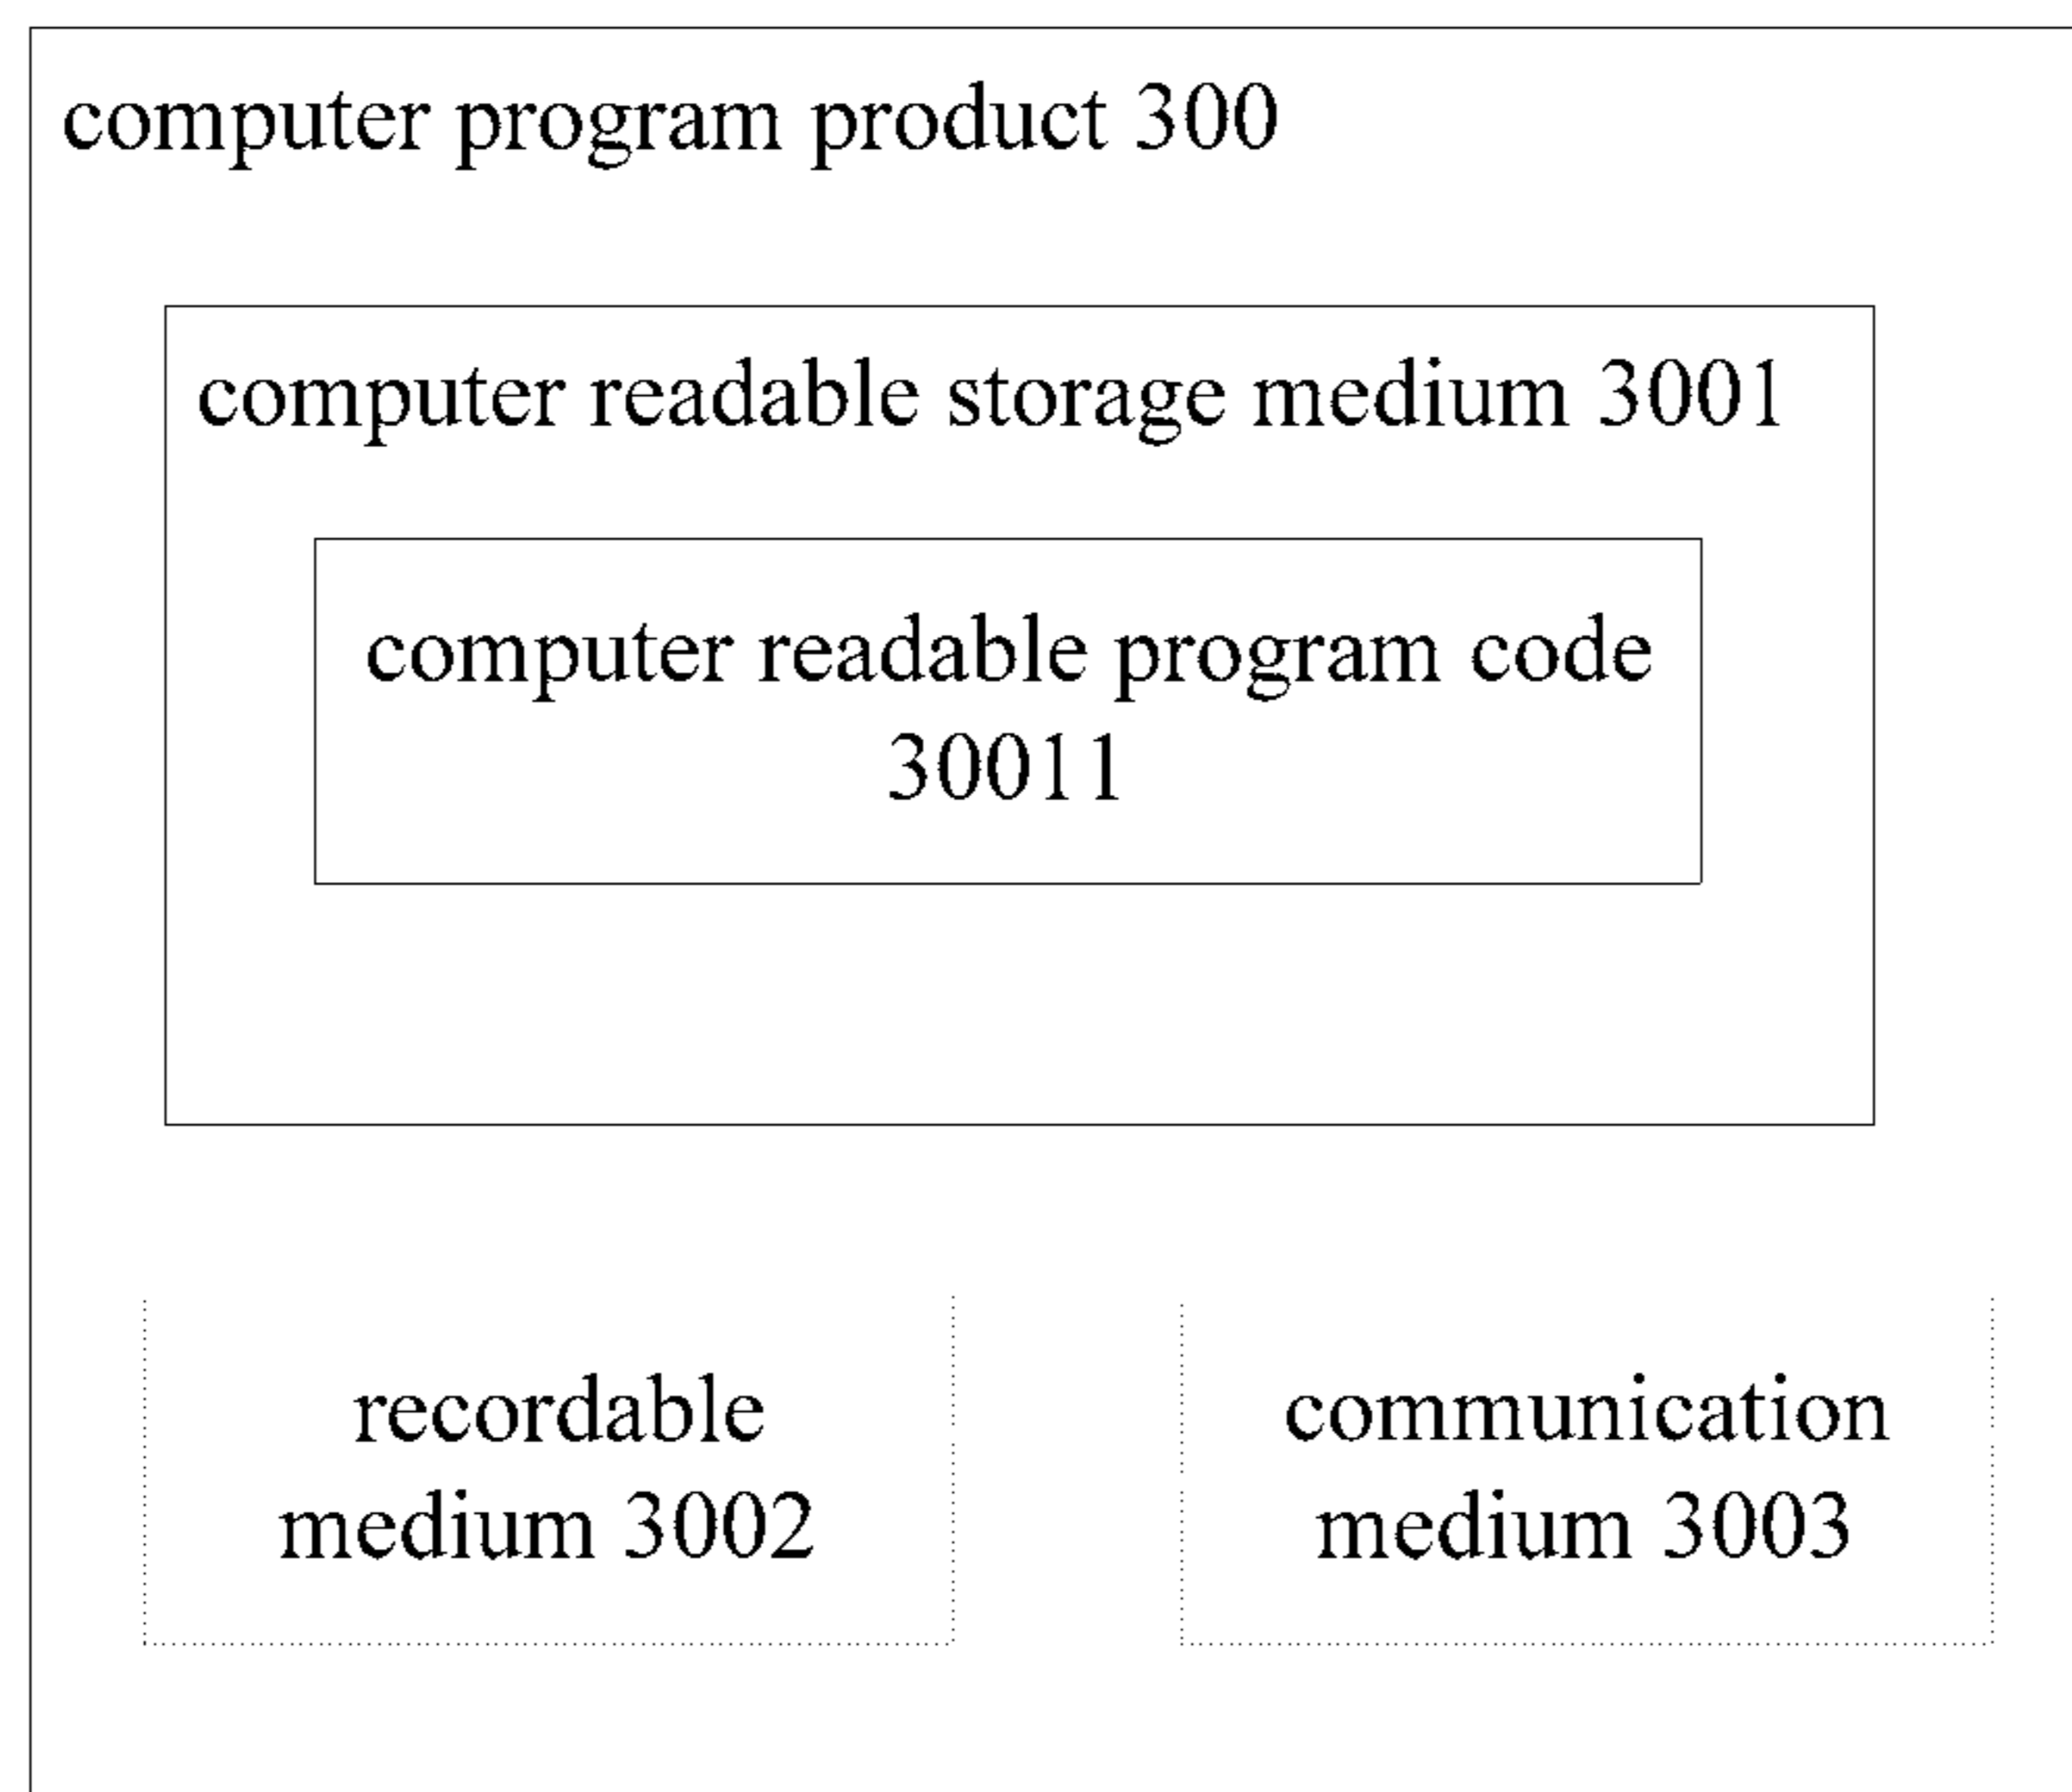 computer program product 300
computer readable storage medium 3001
computer readable program code
30011
recordable
medium 3002
communication
medium 3003